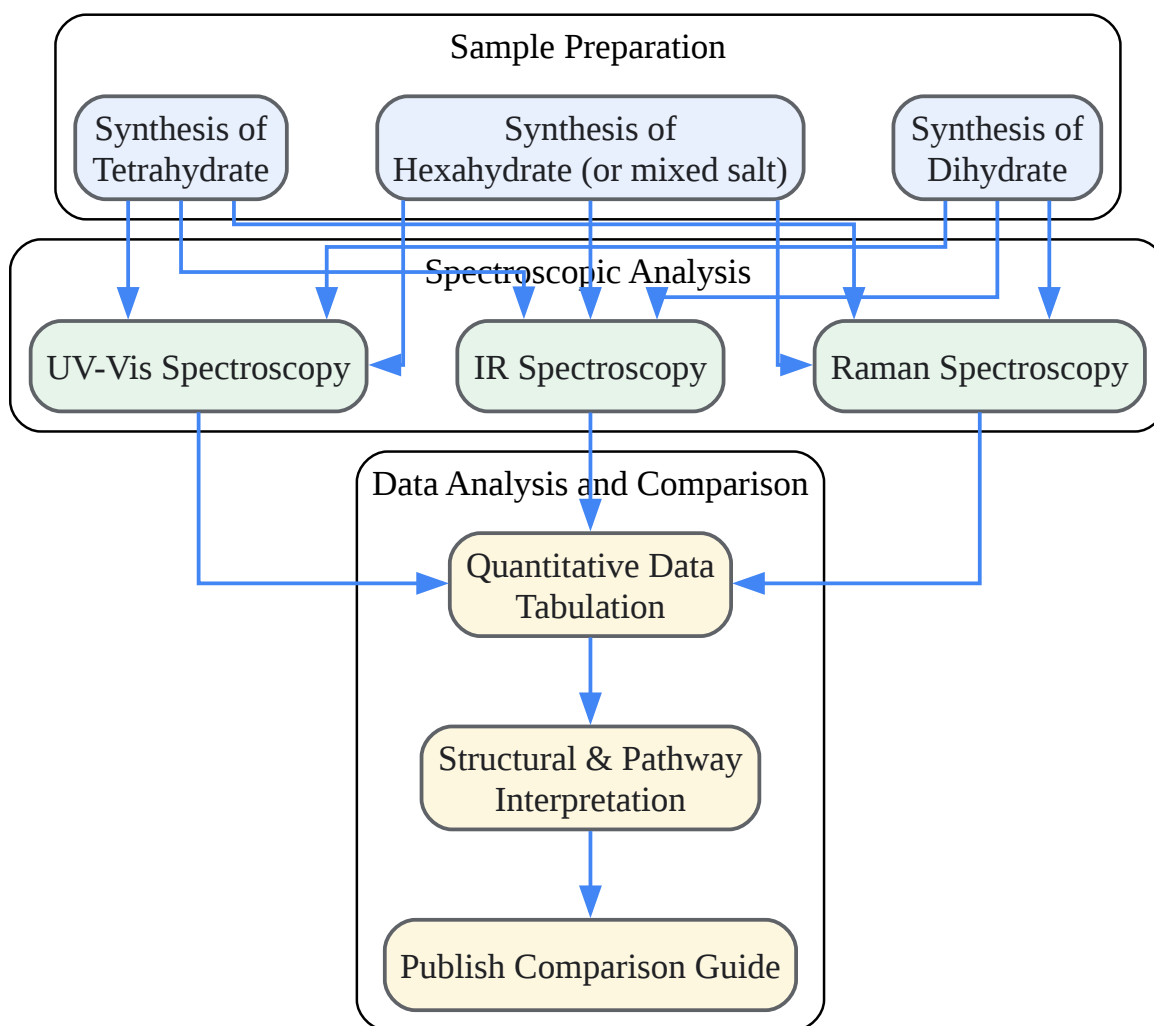 Sample Preparation
Synthesis of
Tetrahydrate
Synthesis of
Hexahydrate (or mixed salt)
Synthesis of
Dihydrate
Spectroscopic Analysis
UV-Vis Spectroscopy
IR Spectroscopy
Raman Spectroscopy
Data Analysis and Comparison
Quantitative Data
Tabulation
Structural & Pathway
Interpretation
Publish Comparison Guide